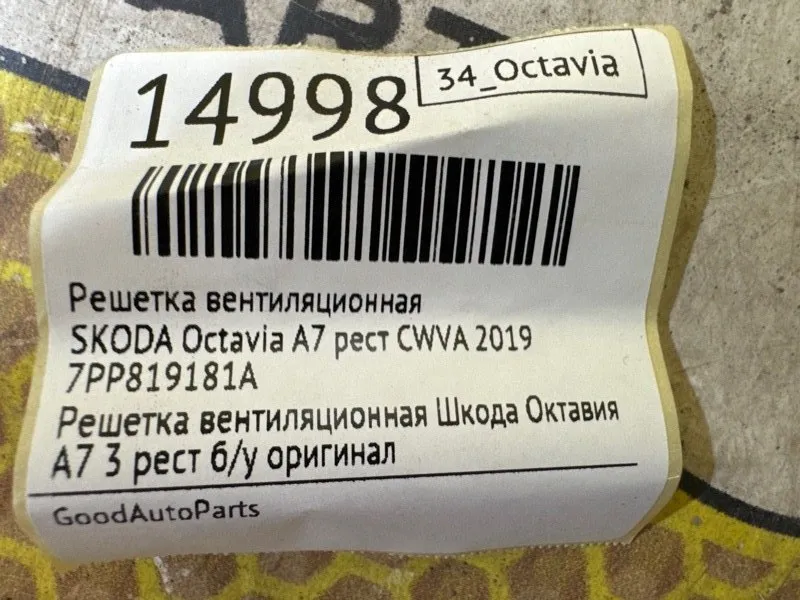 14998
34_Octavia
Решетка вентиляционная
SKODA Octavia A7 рест CWVA 2019
7PP819181A
Решетка вентиляционная Шкода Октавия
А7 3 рест б/у оригинал
GoodAutoParts